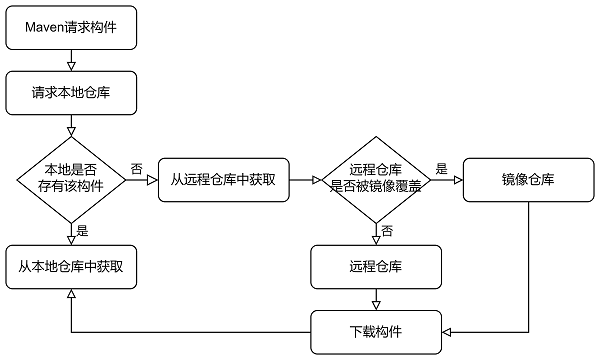 Maven请求构件
请求本地仓库
本地是否
存有该构件
否
从远程仓库中获取
远程仓库
是否被镜像覆盖
是
镜像仓库
是
否
从本地仓库中获取
远程仓库
下载构件